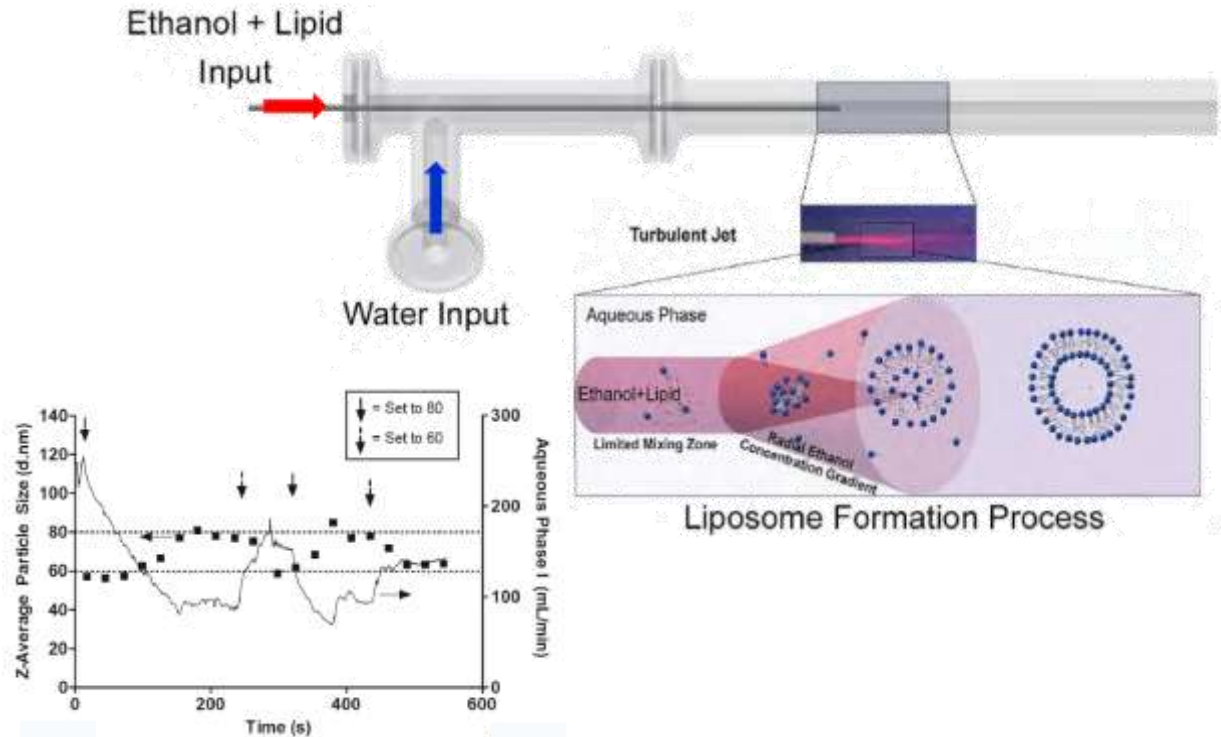 Ethanol + Lipid
Input
Water Input
Turbulent Jet
Aqueous Phase
Ethanol+Lipid
Limited Mixing Zone
Radial Ethanol
Concentration Gradient
Liposome Formation Process
= Set to 80
= Set to 60
Z-Average Particle Size (d.nm)
140
120
100
80
60
40
20
0
Aqueous Phase I (mL/min)
300
200
100
0
0
200
400
600
Time (s)